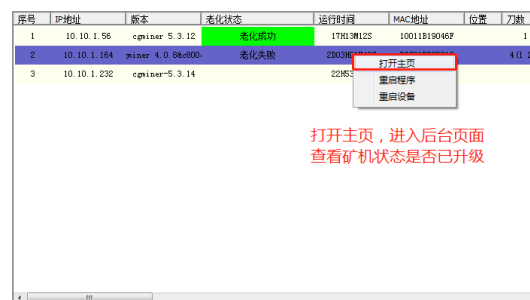 序号 IP地址 版本 老化状态 运行时间 MAC地址 位置 刀数
1 10.10.1.56 cgminer 5.3.12 老化成功 17H13M12S 10011B19046F 1
2 10.10.1.164 老化失败
3 10.10.1.232 cgminer-5.3.14
打开主页
重启程序
重启设备
打开主页，进入后台页面
查看矿机状态是否已升级